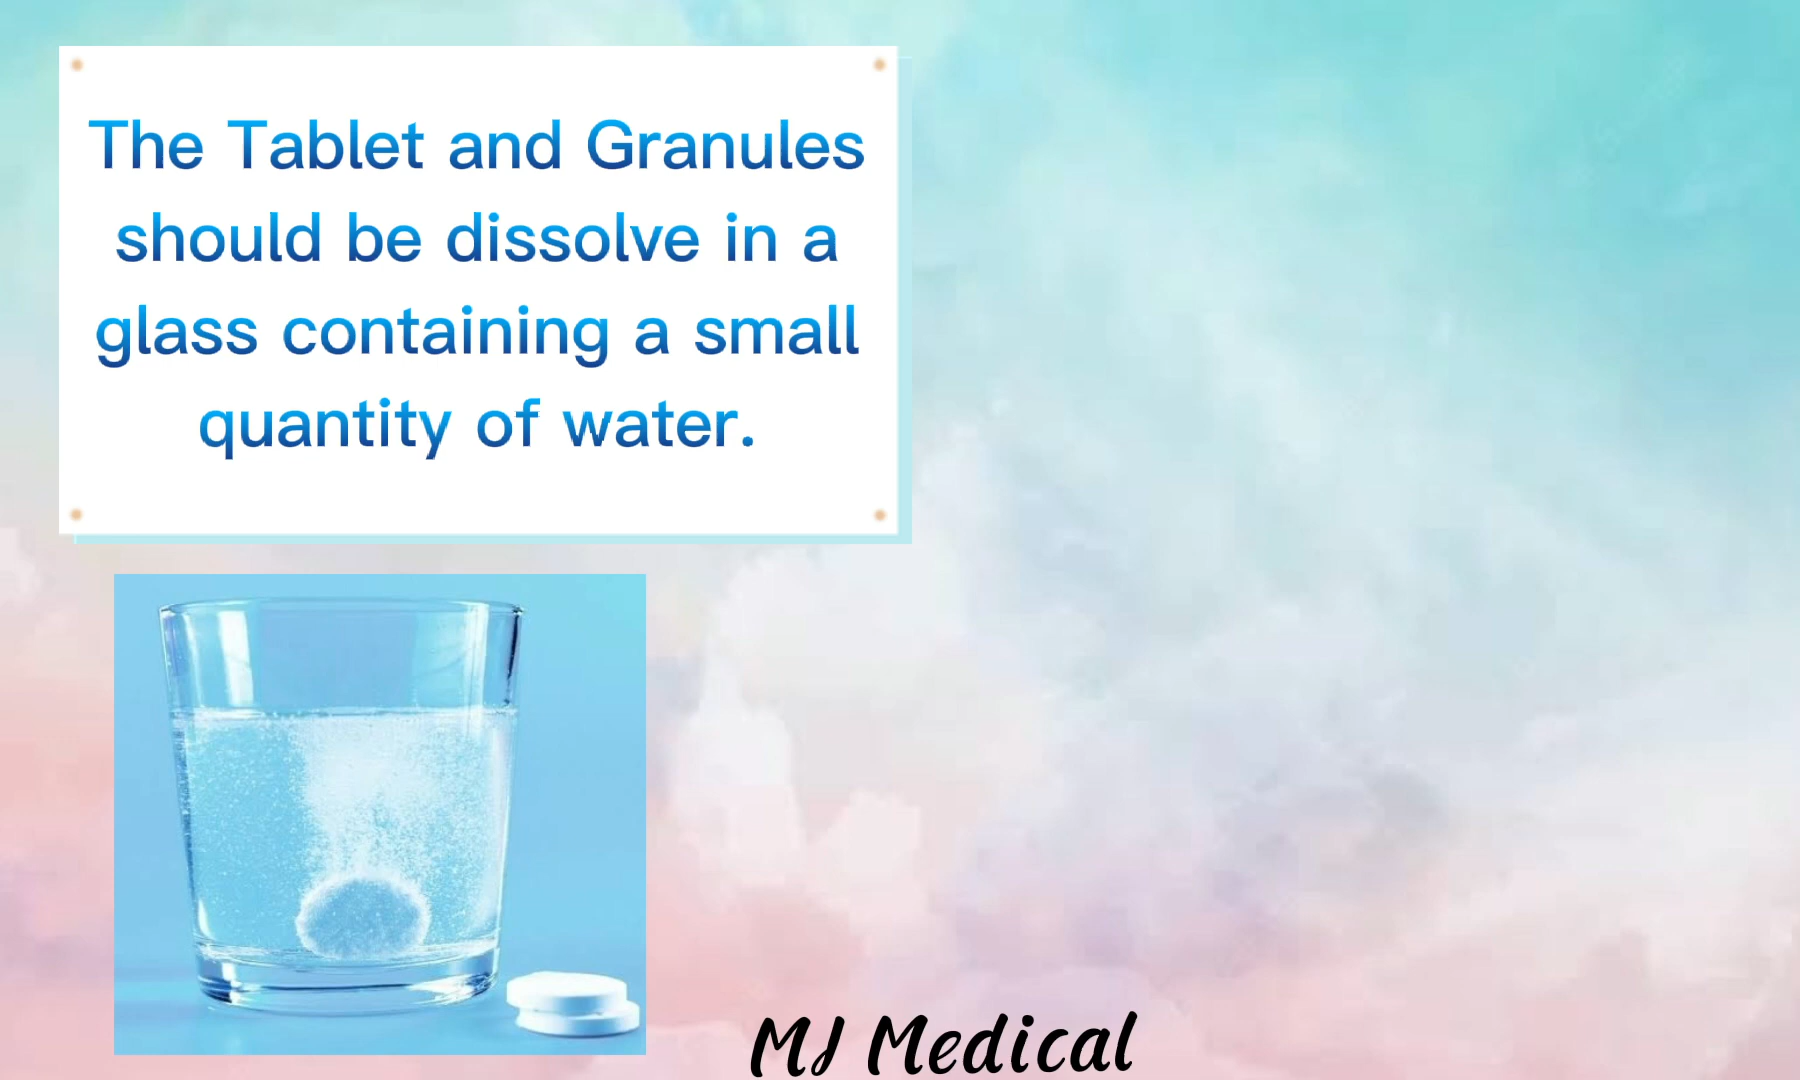 The Tablet and Granules
should be dissolve in a
glass containing a small
quantity of water.
MJ Medical